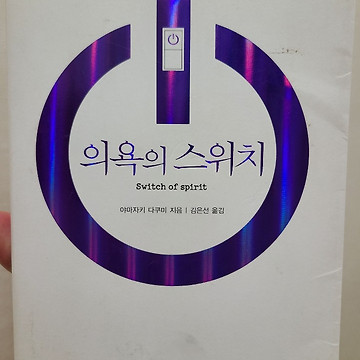 의욕의 스위치
Switch of spirit
야마자키 다쿠미 지음 | 김은선 옮김